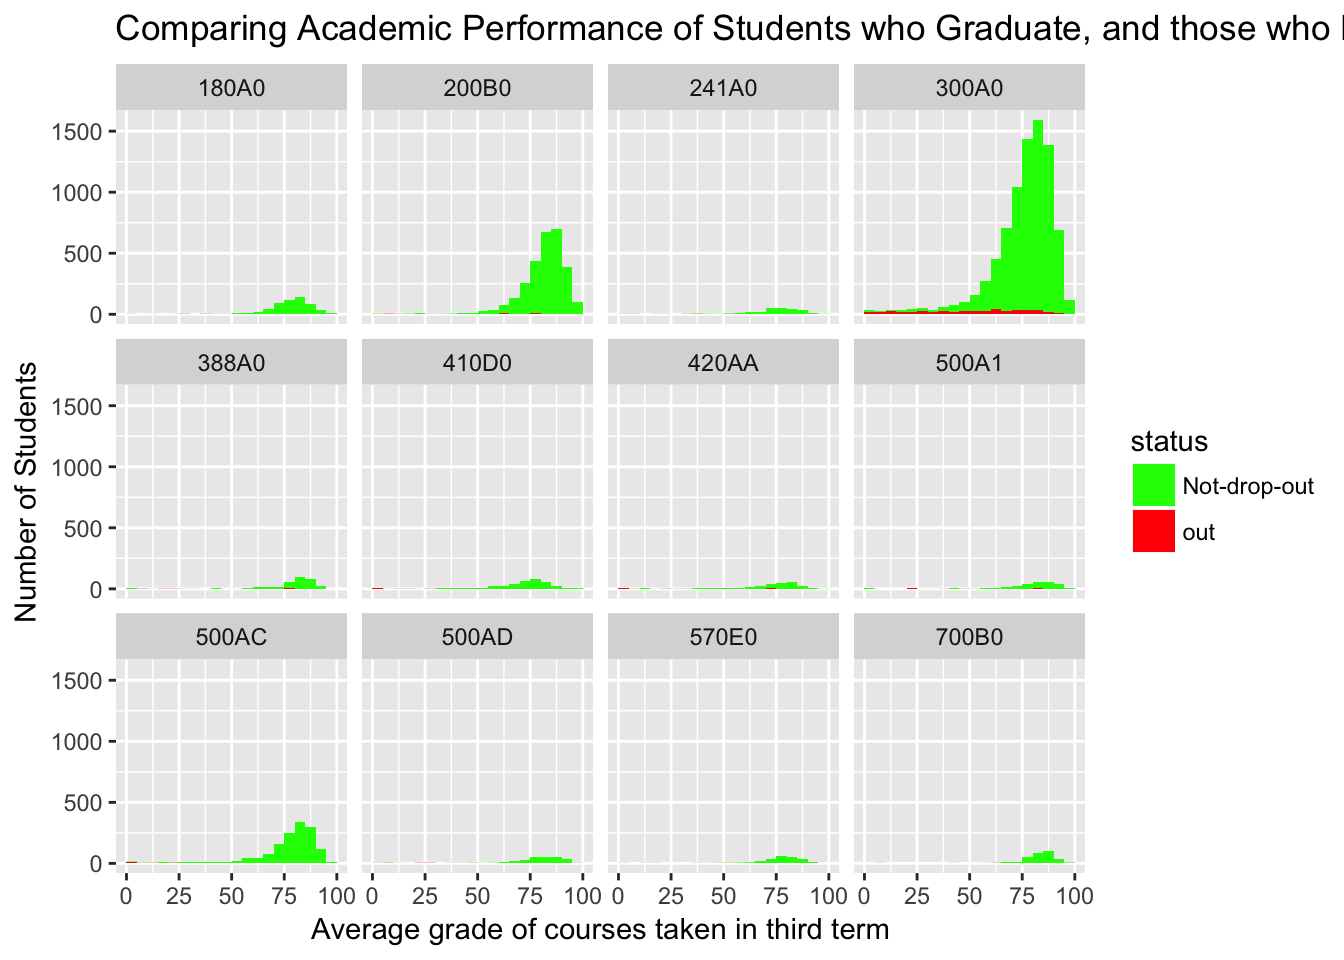 Comparing Academic Performance of Students who Graduate, and those who
180A0 200B0 241A0 300A0
1500
1000
500
0
388A0 410D0 420AA 500A1
1500
1000
500
0
500AC 500AD 570E0 700B0
1500
1000
500
0
0 25 50 75 100 0 25 50 75 100 0 25 50 75 100 0 25 50 75 100
Average grade of courses taken in third term
Number of Students
status
Not-drop-out
out